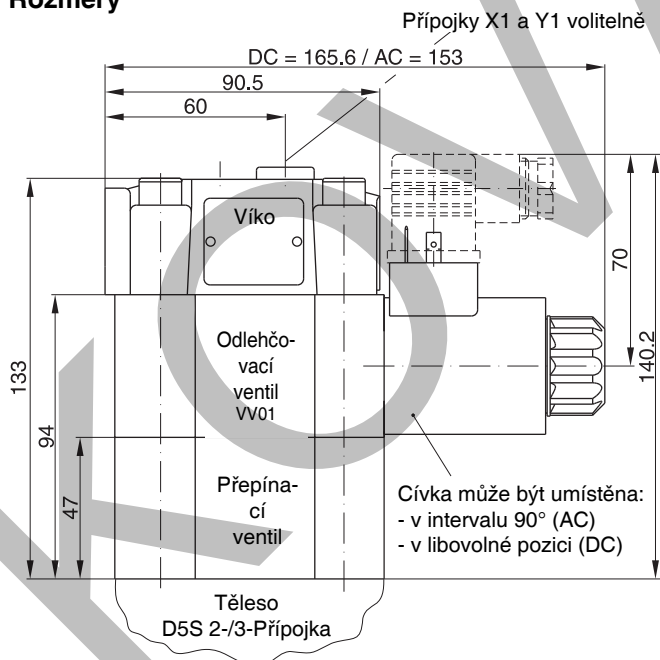 Rozměry
Přípojky X1 a Y1 volitelně
DC = 165.6 / AC = 153
90.5
60
Víko
70
Odlehčo-
vací
ventil
VV01
133
94
140.2
47
Přepína-
cí
ventil
Cívka může být umístěna:
- v intervalu 90° (AC)
- v libovolné pozici (DC)
Těleso
D5S 2-/3-Přípojka